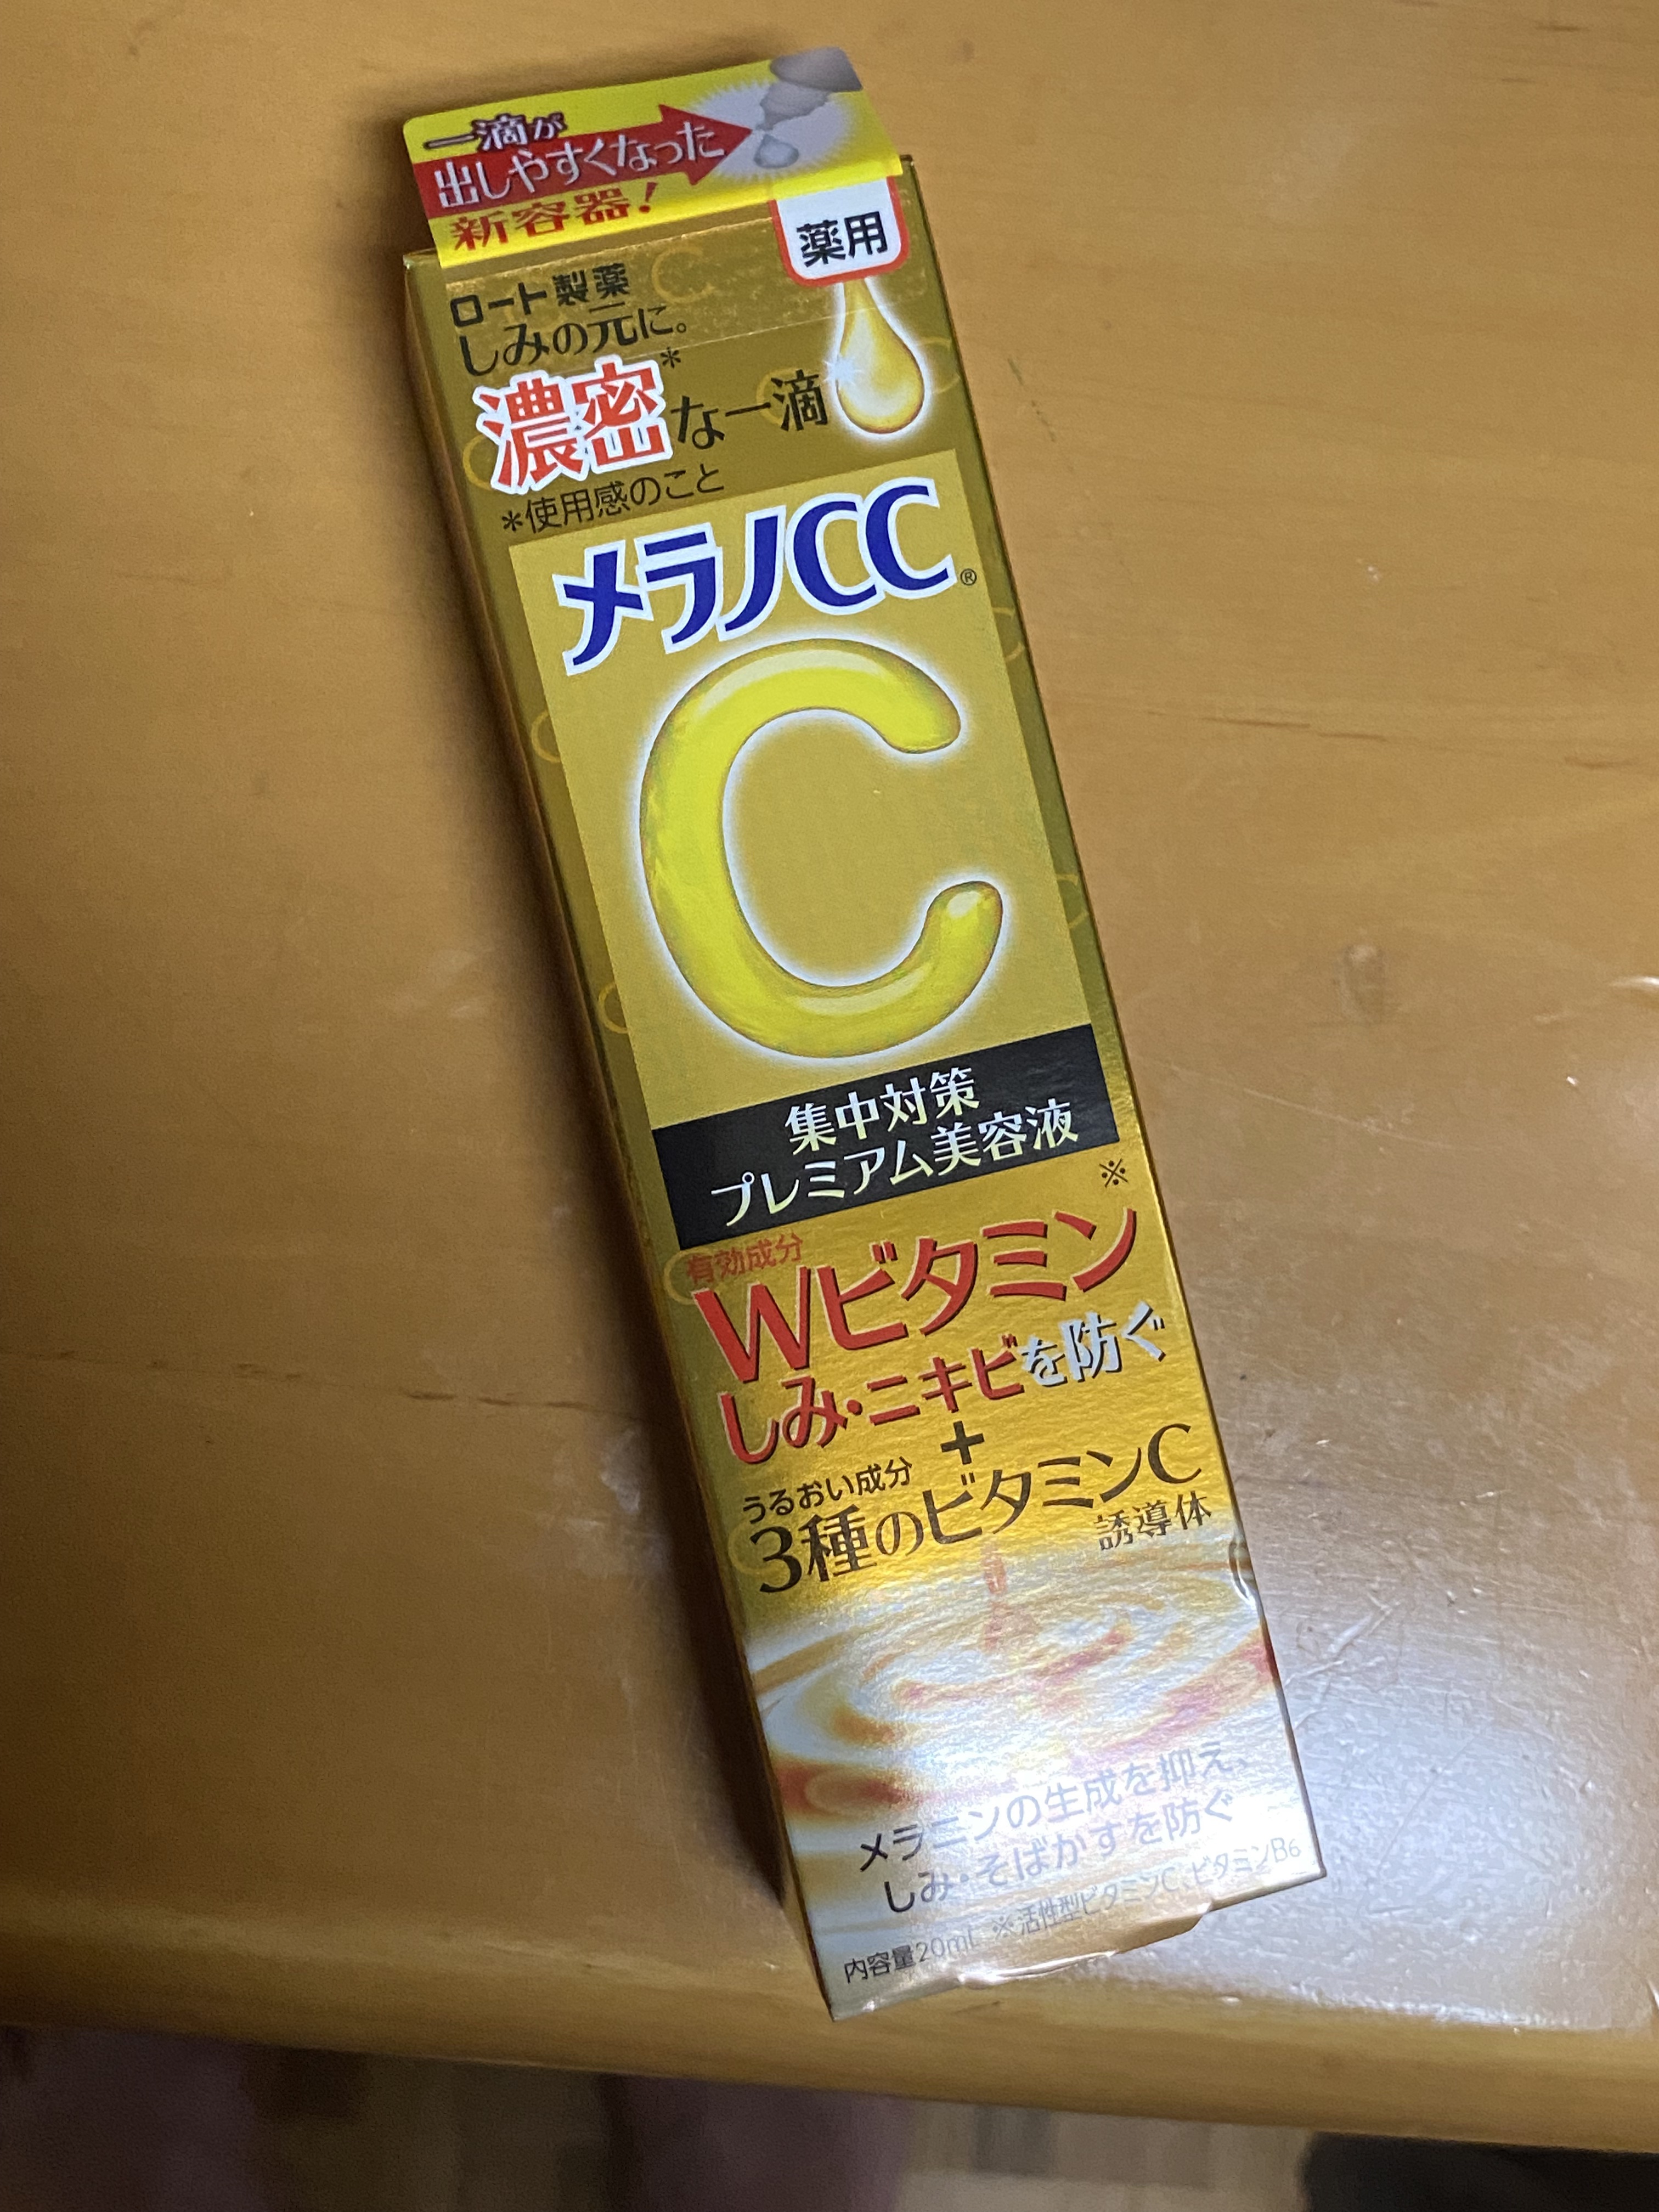 一滴が
出しやすくなった
新容器!
薬用
ロート製薬
しみの元に。
濃密*な一滴
*使用感のこと
メラノCC®
C
集中対策
プレミアム美容液
※
有効成分
Wビタミン
しみ・ニキビを防ぐ
+
うるおい成分
3種のビタミンC
誘導体
メラニンの生成を抑え、
しみ・そばかすを防ぐ
内容量20mL ※活性型ビタミンC、ビタミンB6